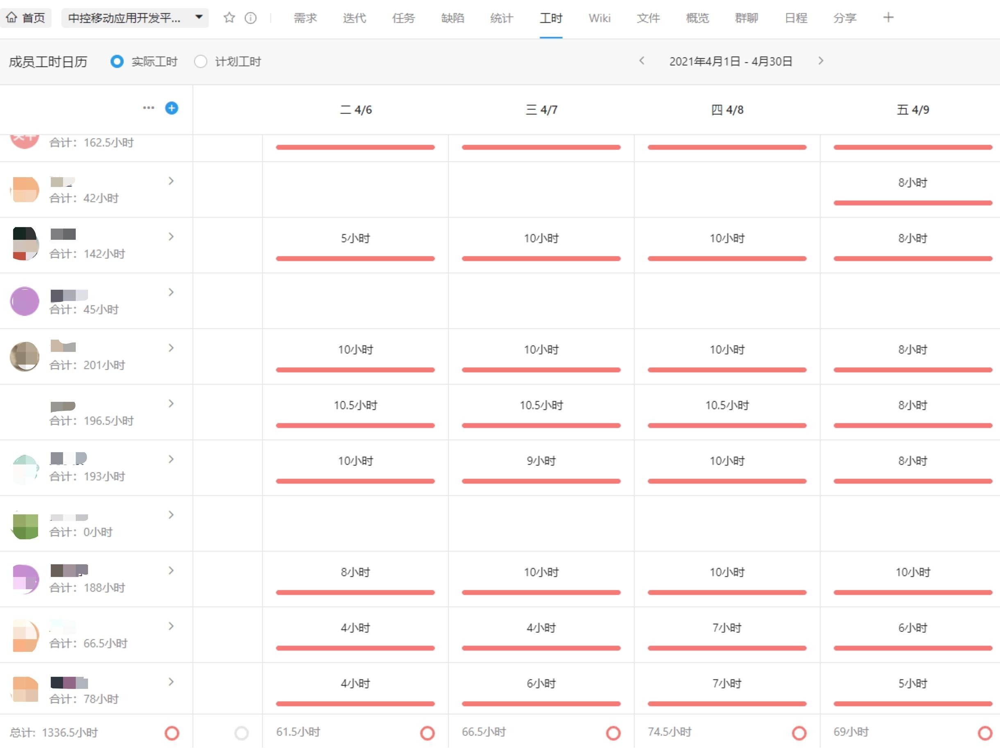 首页 中控移动应用开发平... 需求 迭代 任务 缺陷 统计 工时 Wiki 文件 概览 群聊 日程 分享
成员工时日历 实际工时 计划工时 2021年4月1日 - 4月30日
二 4/6 三 4/7 四 4/8 五 4/9
合计：162.5小时
8小时
合计：42小时
5小时 10小时 10小时 8小时
合计：142小时
合计：45小时
10小时 10小时 10小时 8小时
合计：201小时
10.5小时 10.5小时 10.5小时 8小时
合计：196.5小时
10小时 9小时 10小时 8小时
合计：193小时
合计：0小时
8小时 10小时 10小时 10小时
合计：188小时
4小时 4小时 7小时 6小时
合计：66.5小时
4小时 6小时 7小时 5小时
合计：78小时
总计: 1336.5小时 61.5小时 66.5小时 74.5小时 69小时